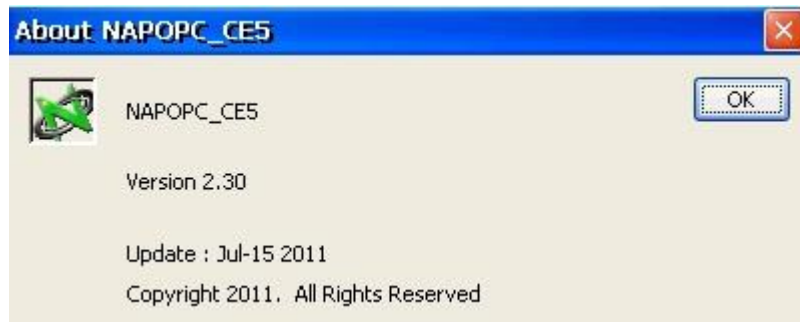 About NAPOPC_CE5
OK
NAPOPC_CE5
Version 2.30
Update : Jul-15 2011
Copyright 2011.  All Rights Reserved